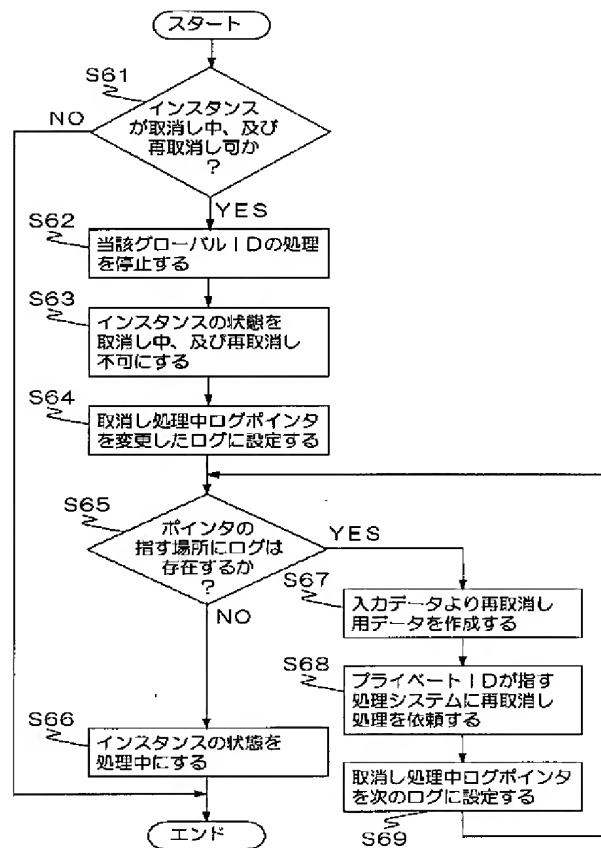 スタート
S61
インスタンス
が取消し中、及び
再取消し可か
?
NO
YES
S62
当該グローバルIDの処理
を停止する
S63
インスタンスの状態を
取消し中、及び再取消し
不可にする
S64
取消し処理中ログポインタ
を変更したログに設定する
S65
ポインタの
指す場所にログは
存在するか
?
YES
NO
S67
入力データより再取消し
用データを作成する
S68
プライベートIDが指す
処理システムに再取消し
処理を依頼する
S66
インスタンスの状態を
処理中にする
取消し処理中ログポインタ
を次のログに設定する
S69
エンド